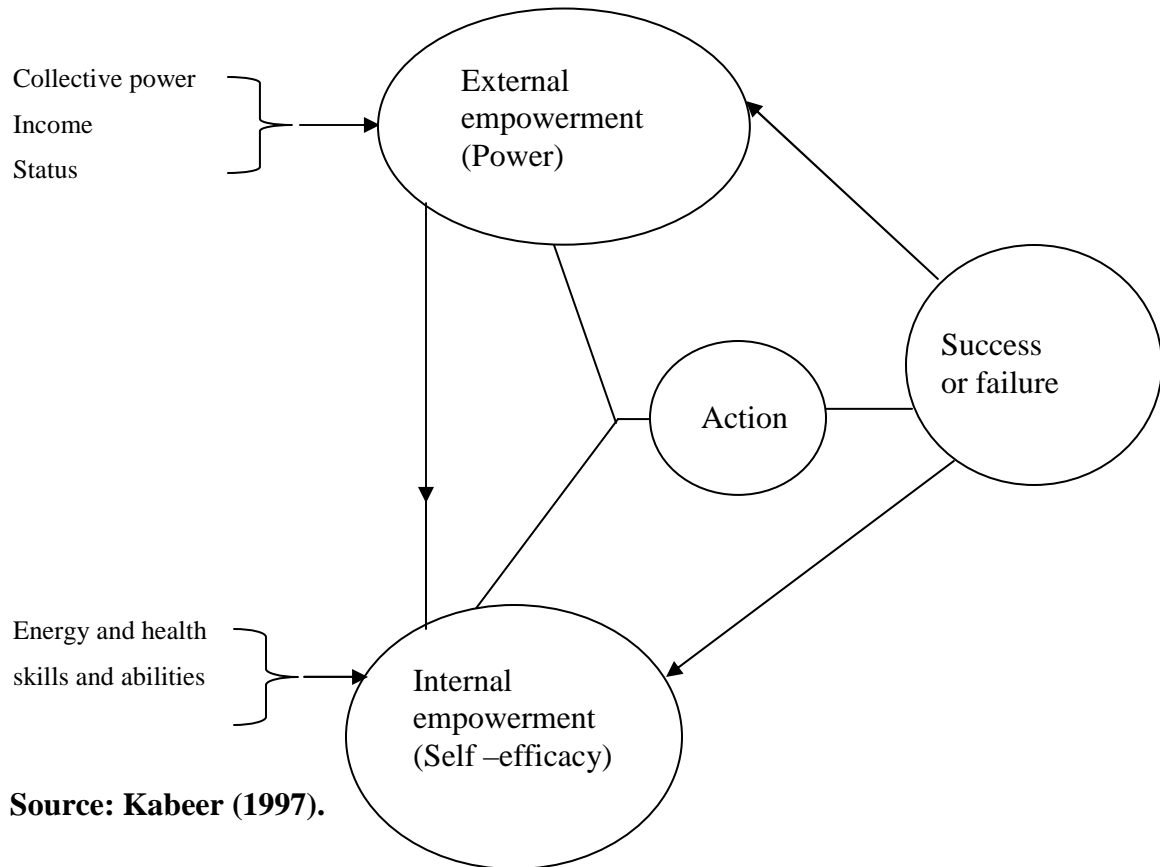 Collective power
Income
Status
External
empowerment
(Power)
Success
or failure
Action
Energy and health
skills and abilities
Internal
empowerment
(Self –efficacy)
Source: Kabeer (1997).